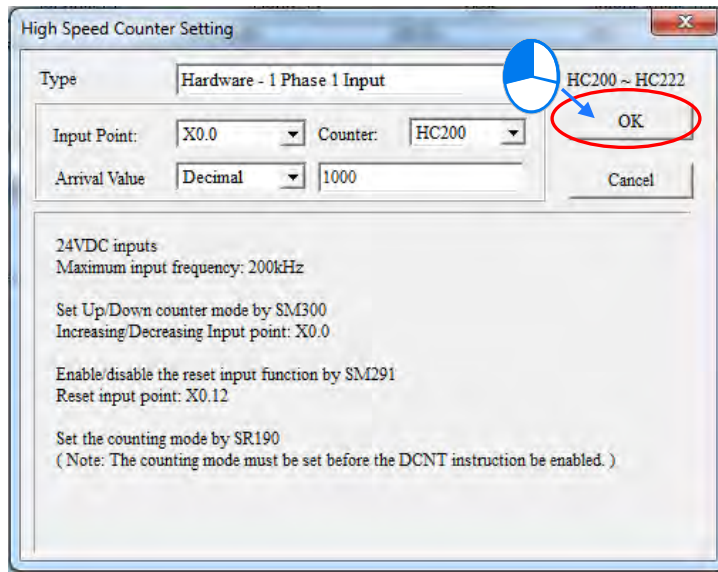 High Speed Counter Setting
Type Hardware - 1 Phase 1 Input HC200 ~ HC222
OK
Input Point: X0.0 Counter: HC200
Arrival Value Decimal 1000 Cancel
24VDC inputs
Maximum input frequency: 200kHz
Set Up/Down counter mode by SM300
Increasing/Decreasing Input point: X0.0
Enable/disable the reset input function by SM291
Reset input point: X0.12
Set the counting mode by SR190
( Note: The counting mode must be set before the DCNT instruction be enabled. )